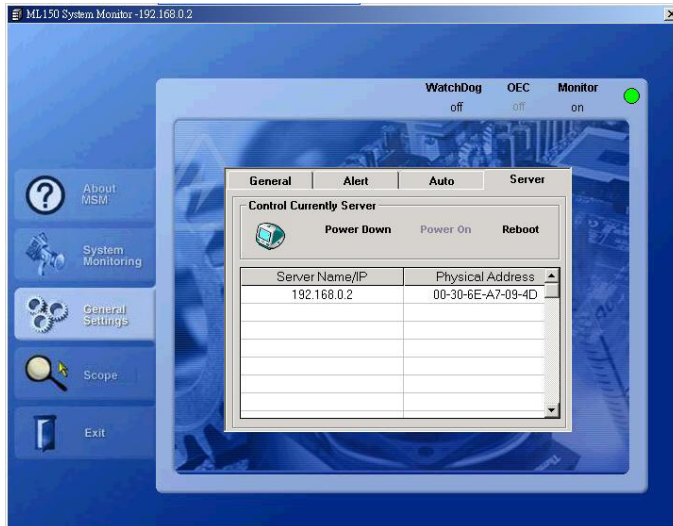 ML150 System Monitor -192.168.0.2
WatchDog OEC Monitor
off off on
About
MSM
System
Monitoring
General
Settings
Scope
Exit
General Alert Auto Server
Control Currently Server
Power Down Power On Reboot
Server Name/IP Physical Address
192.168.0.2 00-30-6E-A7-09-4D